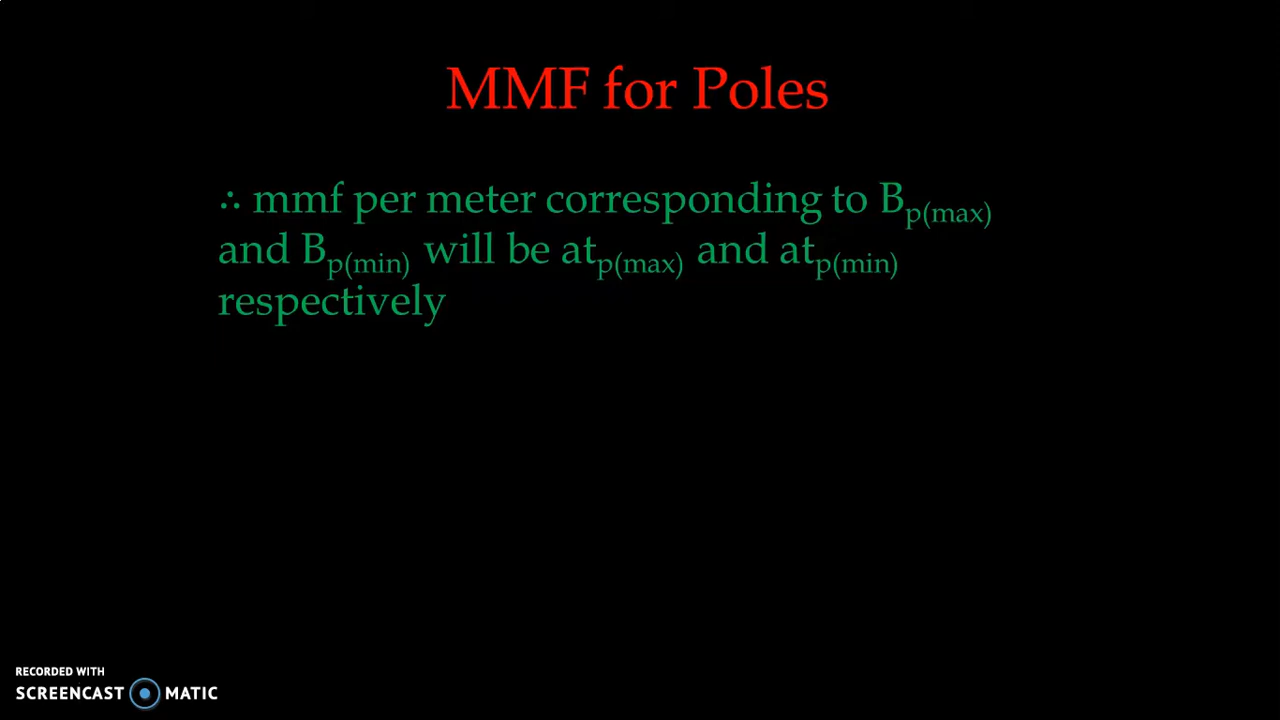 MMF for Poles
∴ mmf per meter corresponding to Bp(max)
and Bp(min) will be atp(max) and atp(min)
respectively
RECORDED WITH
SCREENCAST MATIC